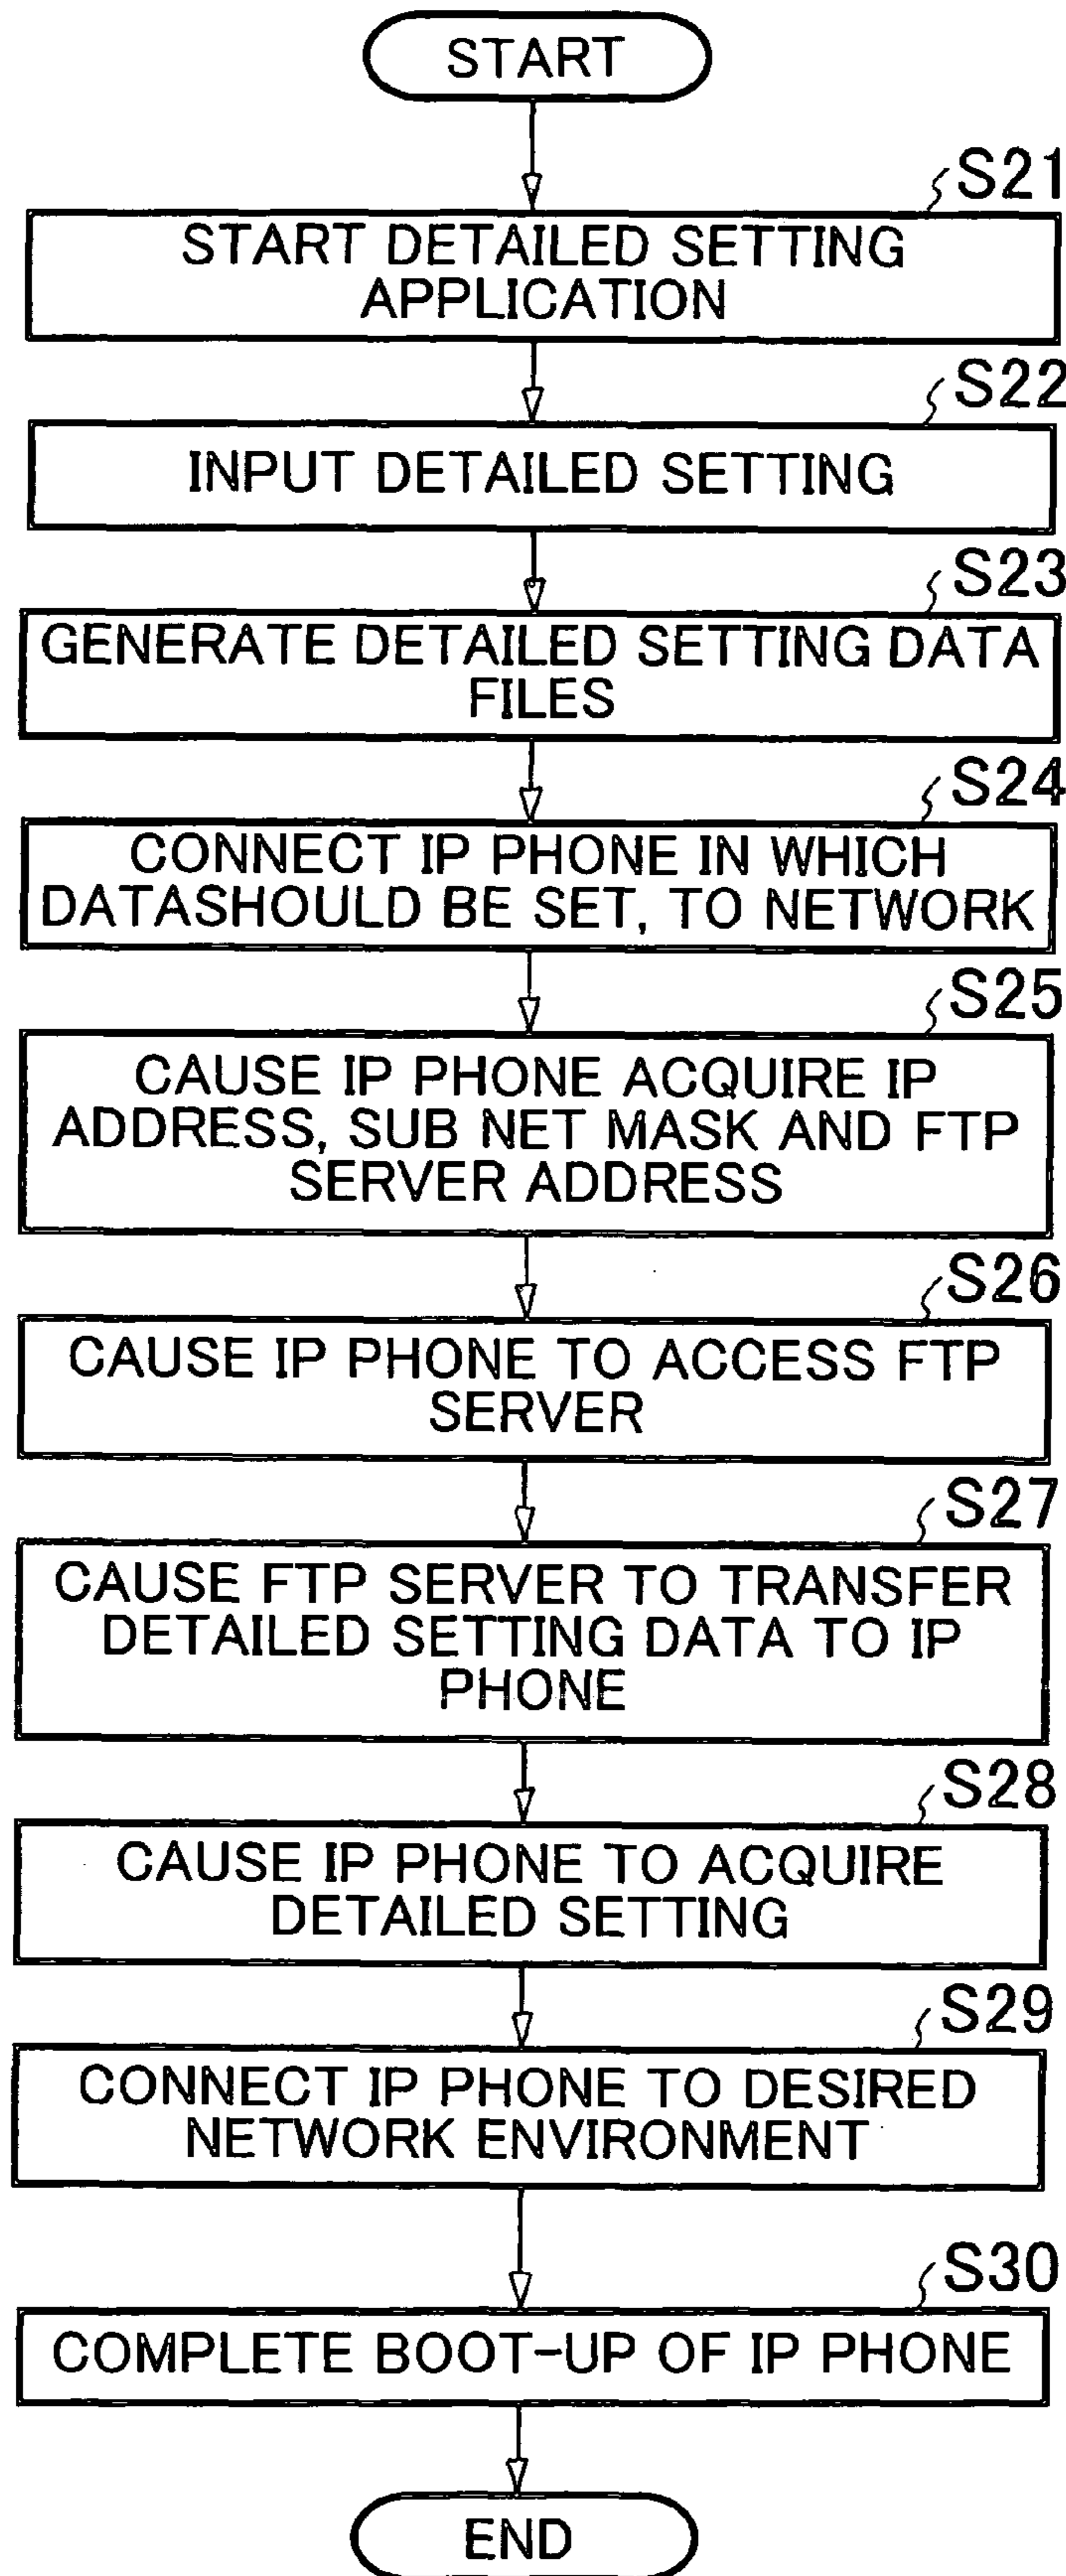 START
S21
START DETAILED SETTING
APPLICATION
S22
INPUT DETAILED SETTING
S23
GENERATE DETAILED SETTING DATA
FILES
S24
CONNECT IP PHONE IN WHICH
DATASHOULD BE SET, TO NETWORK
S25
CAUSE IP PHONE ACQUIRE IP
ADDRESS, SUB NET MASK AND FTP
SERVER ADDRESS
S26
CAUSE IP PHONE TO ACCESS FTP
SERVER
S27
CAUSE FTP SERVER TO TRANSFER
DETAILED SETTING DATA TO IP
PHONE
S28
CAUSE IP PHONE TO ACQUIRE
DETAILED SETTING
S29
CONNECT IP PHONE TO DESIRED
NETWORK ENVIRONMENT
S30
COMPLETE BOOT-UP OF IP PHONE
END